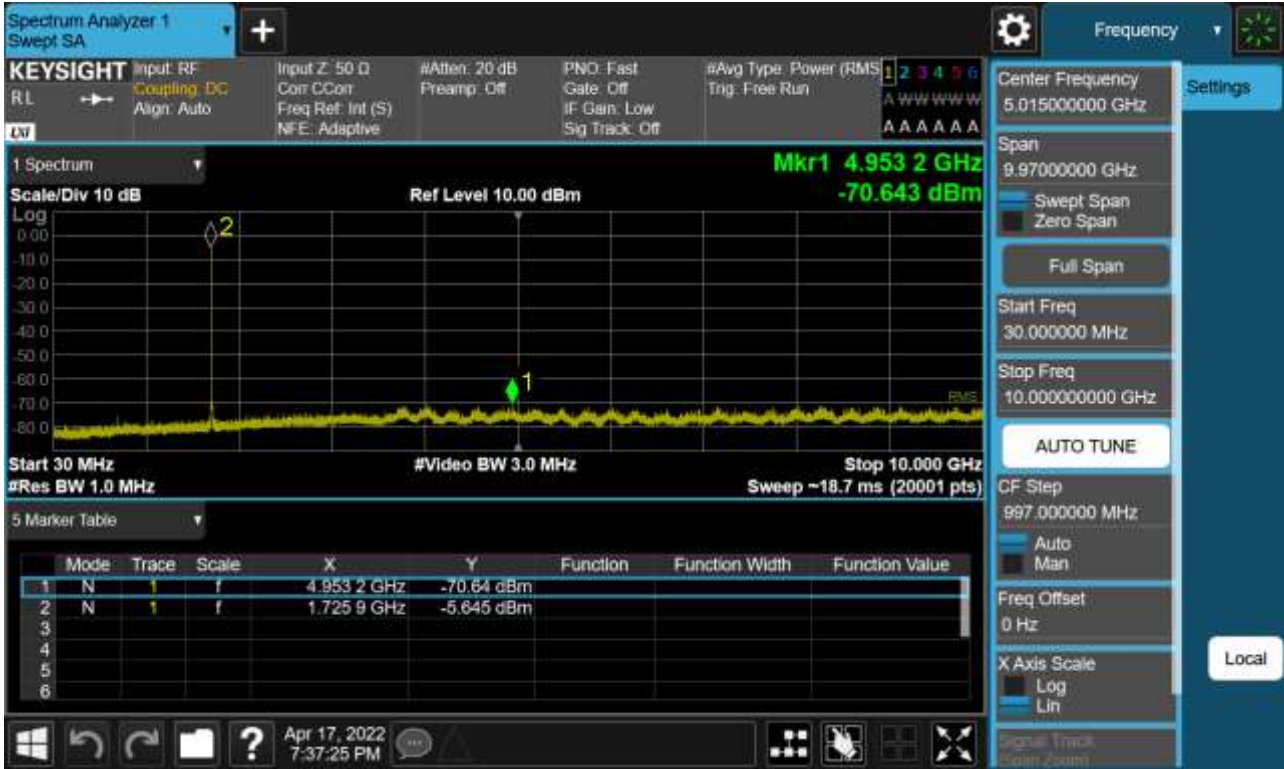 Spectrum Analyzer 1
Swept SA
Frequency
KEYSIGHT
RL
LXI
Input: RF
Coupling: DC
Align: Auto
Input Z: 50 Ω
Corr CCorr
Freq Ref: Int (S)
NFE: Adaptive
#Atten: 20 dB
Preamp: Off
PNO: Fast
Gate: Off
IF Gain: Low
Sig Track: Off
#Avg Type: Power (RMS
Trig: Free Run
1 2 3 4 5 6
A W W W W W
A A A A A A
1 Spectrum
Scale/Div 10 dB
Ref Level 10.00 dBm
Mkr1 4.953 2 GHz
-70.643 dBm
Log
0.00
-10.0
-20.0
-30.0
-40.0
-50.0
-60.0
-70.0
-80.0
2
1
RMS
Start 30 MHz
#Video BW 3.0 MHz
Stop 10.000 GHz
#Res BW 1.0 MHz
Sweep ~18.7 ms (20001 pts)
5 Marker Table
Mode Trace Scale X Y Function Function Width Function Value
1 N 1 f 4.953 2 GHz -70.64 dBm
2 N 1 f 1.725 9 GHz -5.645 dBm
3
4
5
6
?
Apr 17, 2022
7:37:25 PM
Center Frequency
5.015000000 GHz
Span
9.97000000 GHz
Swept Span
Zero Span
Full Span
Start Freq
30.000000 MHz
Stop Freq
10.000000000 GHz
AUTO TUNE
CF Step
997.000000 MHz
Auto
Man
Freq Offset
0 Hz
X Axis Scale
Log
Lin
Signal Track
(Span Zoom)
Settings
Local